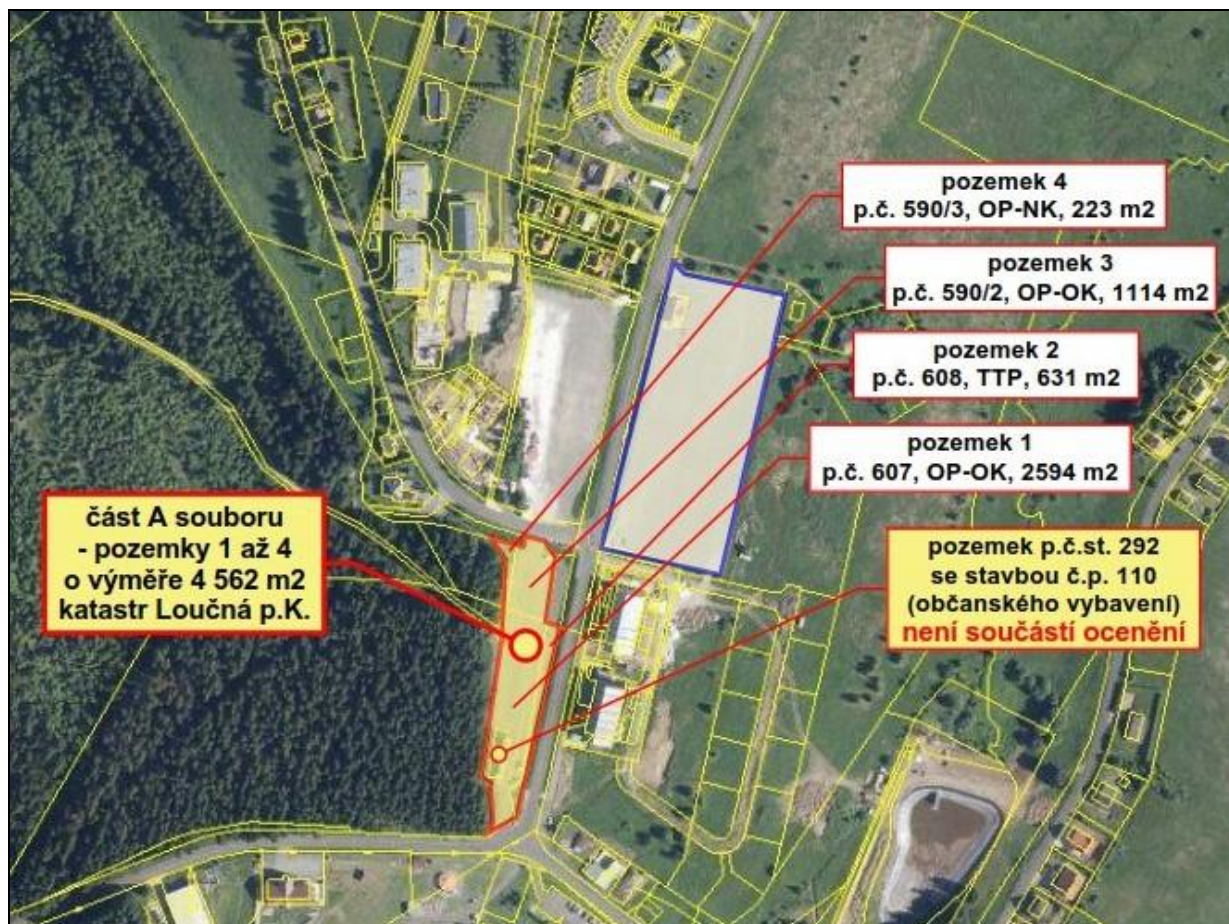 pozemek 4
p.č. 590/3, OP-NK, 223 m2
pozemek 3
p.č. 590/2, OP-OK, 1114 m2
pozemek 2
p.č. 608, TTP, 631 m2
pozemek 1
p.č. 607, OP-OK, 2594 m2
část A souboru
- pozemky 1 až 4
o výměře 4 562 m2
katastr Loučná p.K.
pozemek p.č.st. 292
se stavbou č.p. 110
(občanského vybavení)
není součástí ocenění